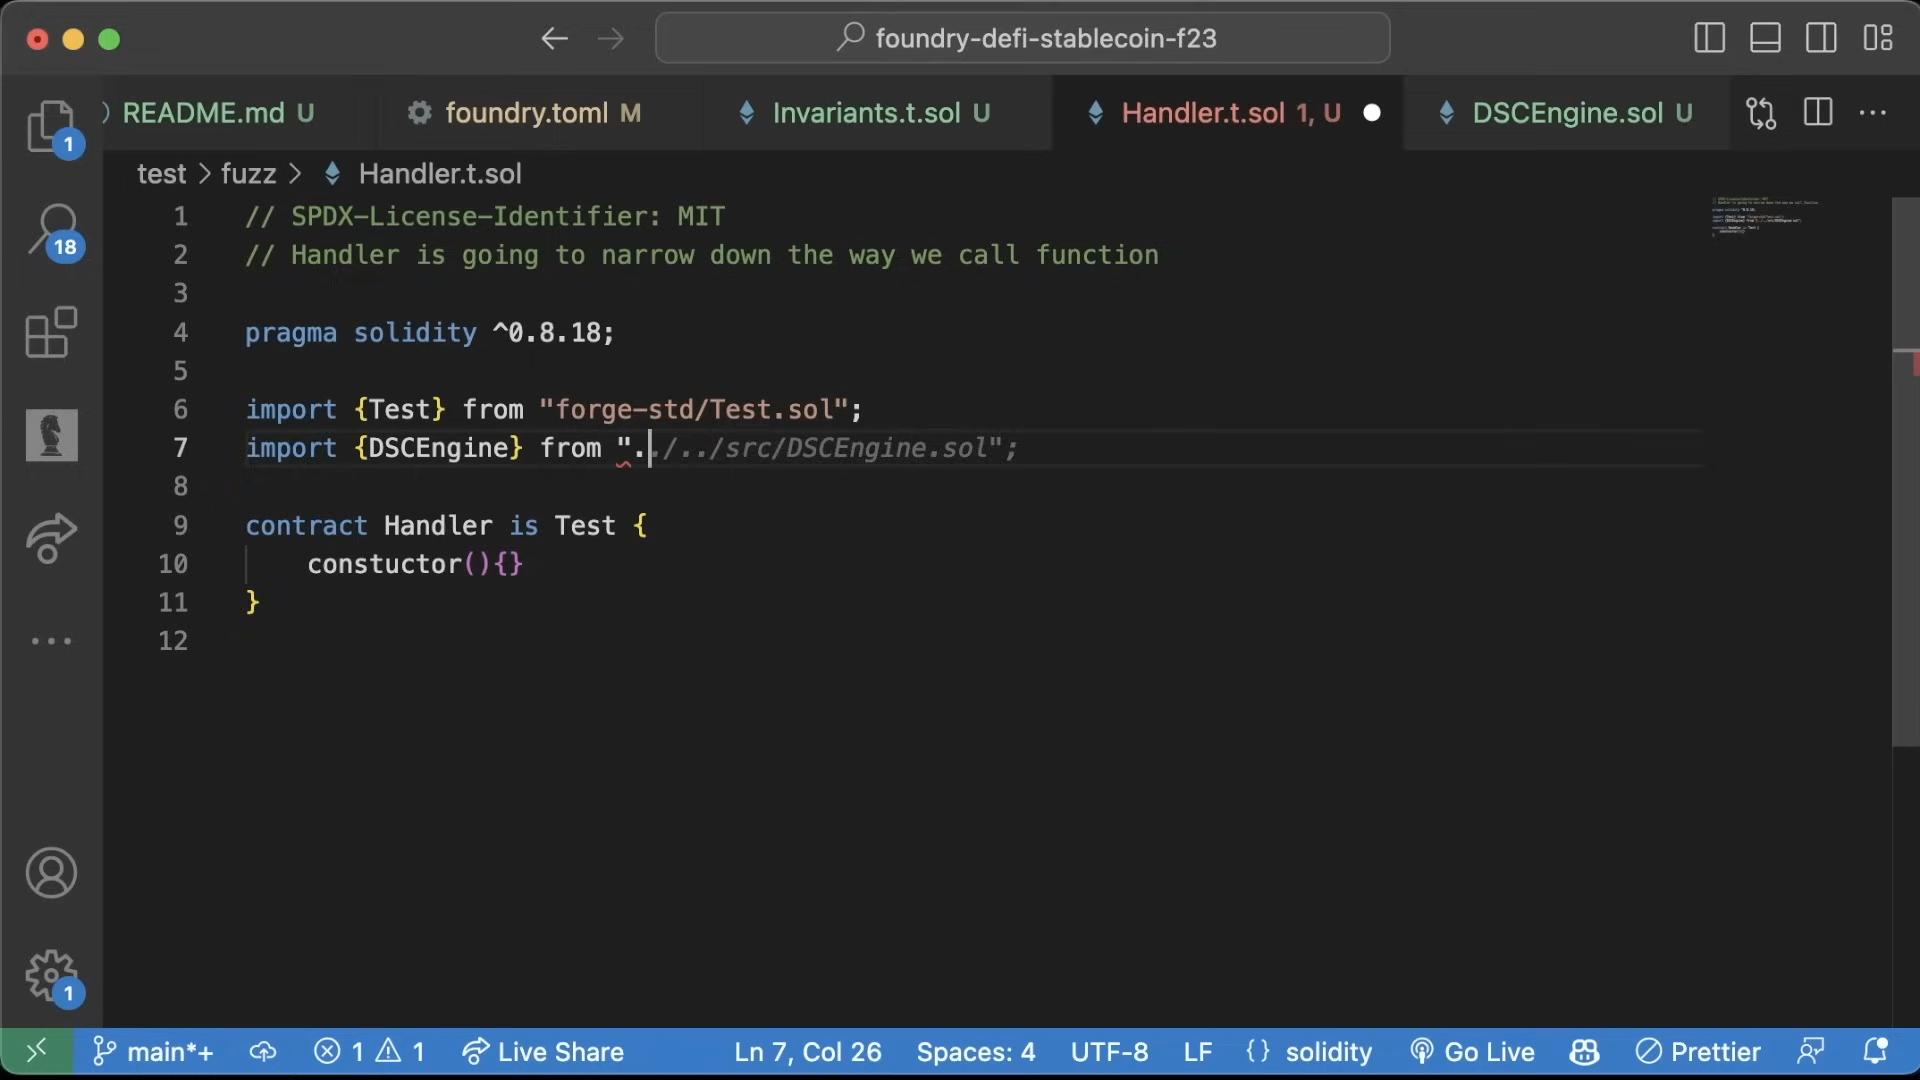 foundry-defi-stablecoin-f23
README.md U
foundry.toml M
Invariants.t.sol U
Handler.t.sol 1, U
DSCEngine.sol U
test > fuzz > Handler.t.sol
1
18
1
1 // SPDX-License-Identifier: MIT
2 // Handler is going to narrow down the way we call function
3
4 pragma solidity ^0.8.18;
5
6 import {Test} from "forge-std/Test.sol";
7 import {DSCEngine} from "../../src/DSCEngine.sol";
8
9 contract Handler is Test {
10 constuctor(){}
11 }
12
main*+
1
1
Live Share
Ln 7, Col 26
Spaces: 4
UTF-8
LF
{} solidity
Go Live
Prettier